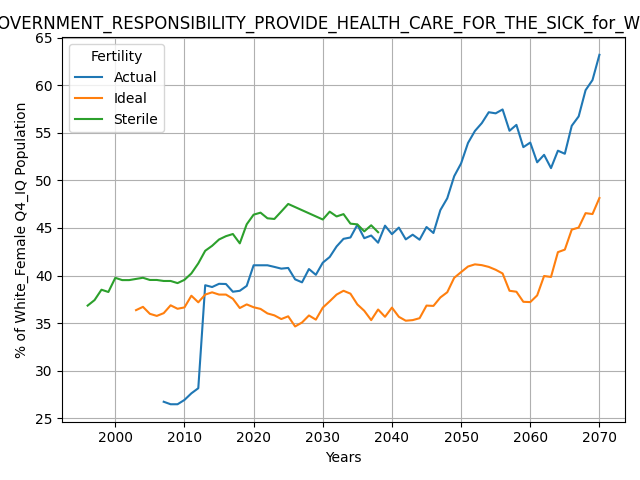 OVERNMENT_RESPONSIBILITY_PROVIDE_HEALTH_CARE_FOR_THE_SICK_for_W
65
60
55
50
45
40
35
30
25
% of White_Female Q4_IQ Population
Fertility
Actual
Ideal
Sterile
2000 2010 2020 2030 2040 2050 2060 2070
Years